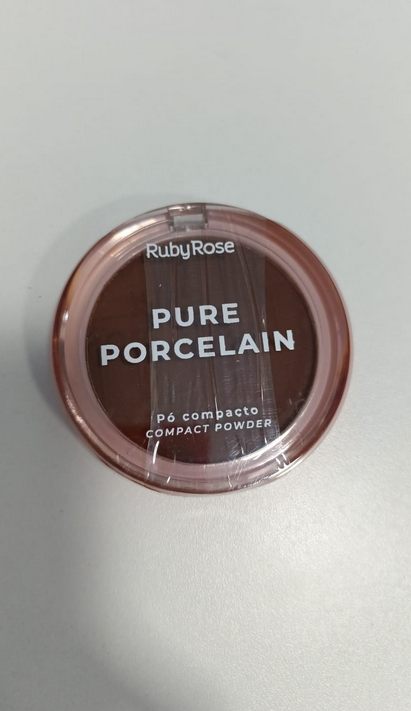 RubyRose
PURE
PORCELAIN
Pó compacto
COMPACT POWDER